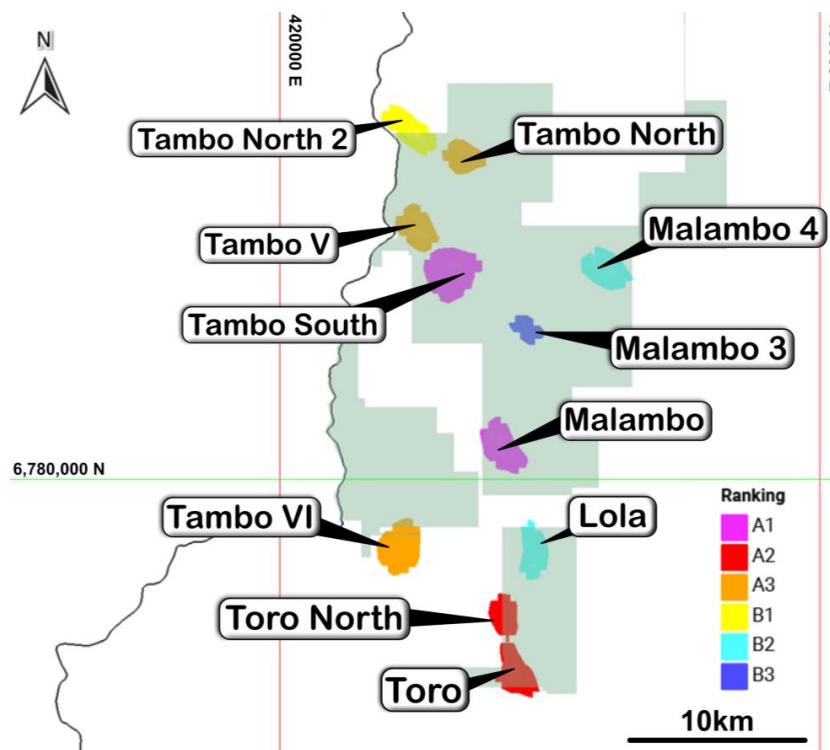 N
420000 E
Tambo North 2
Tambo North
Tambo V
Malambo 4
Tambo South
Malambo 3
Malambo
6,780,000 N
Tambo VI
Lola
Toro North
Toro
Ranking
A1
A2
A3
B1
B2
B3
10km